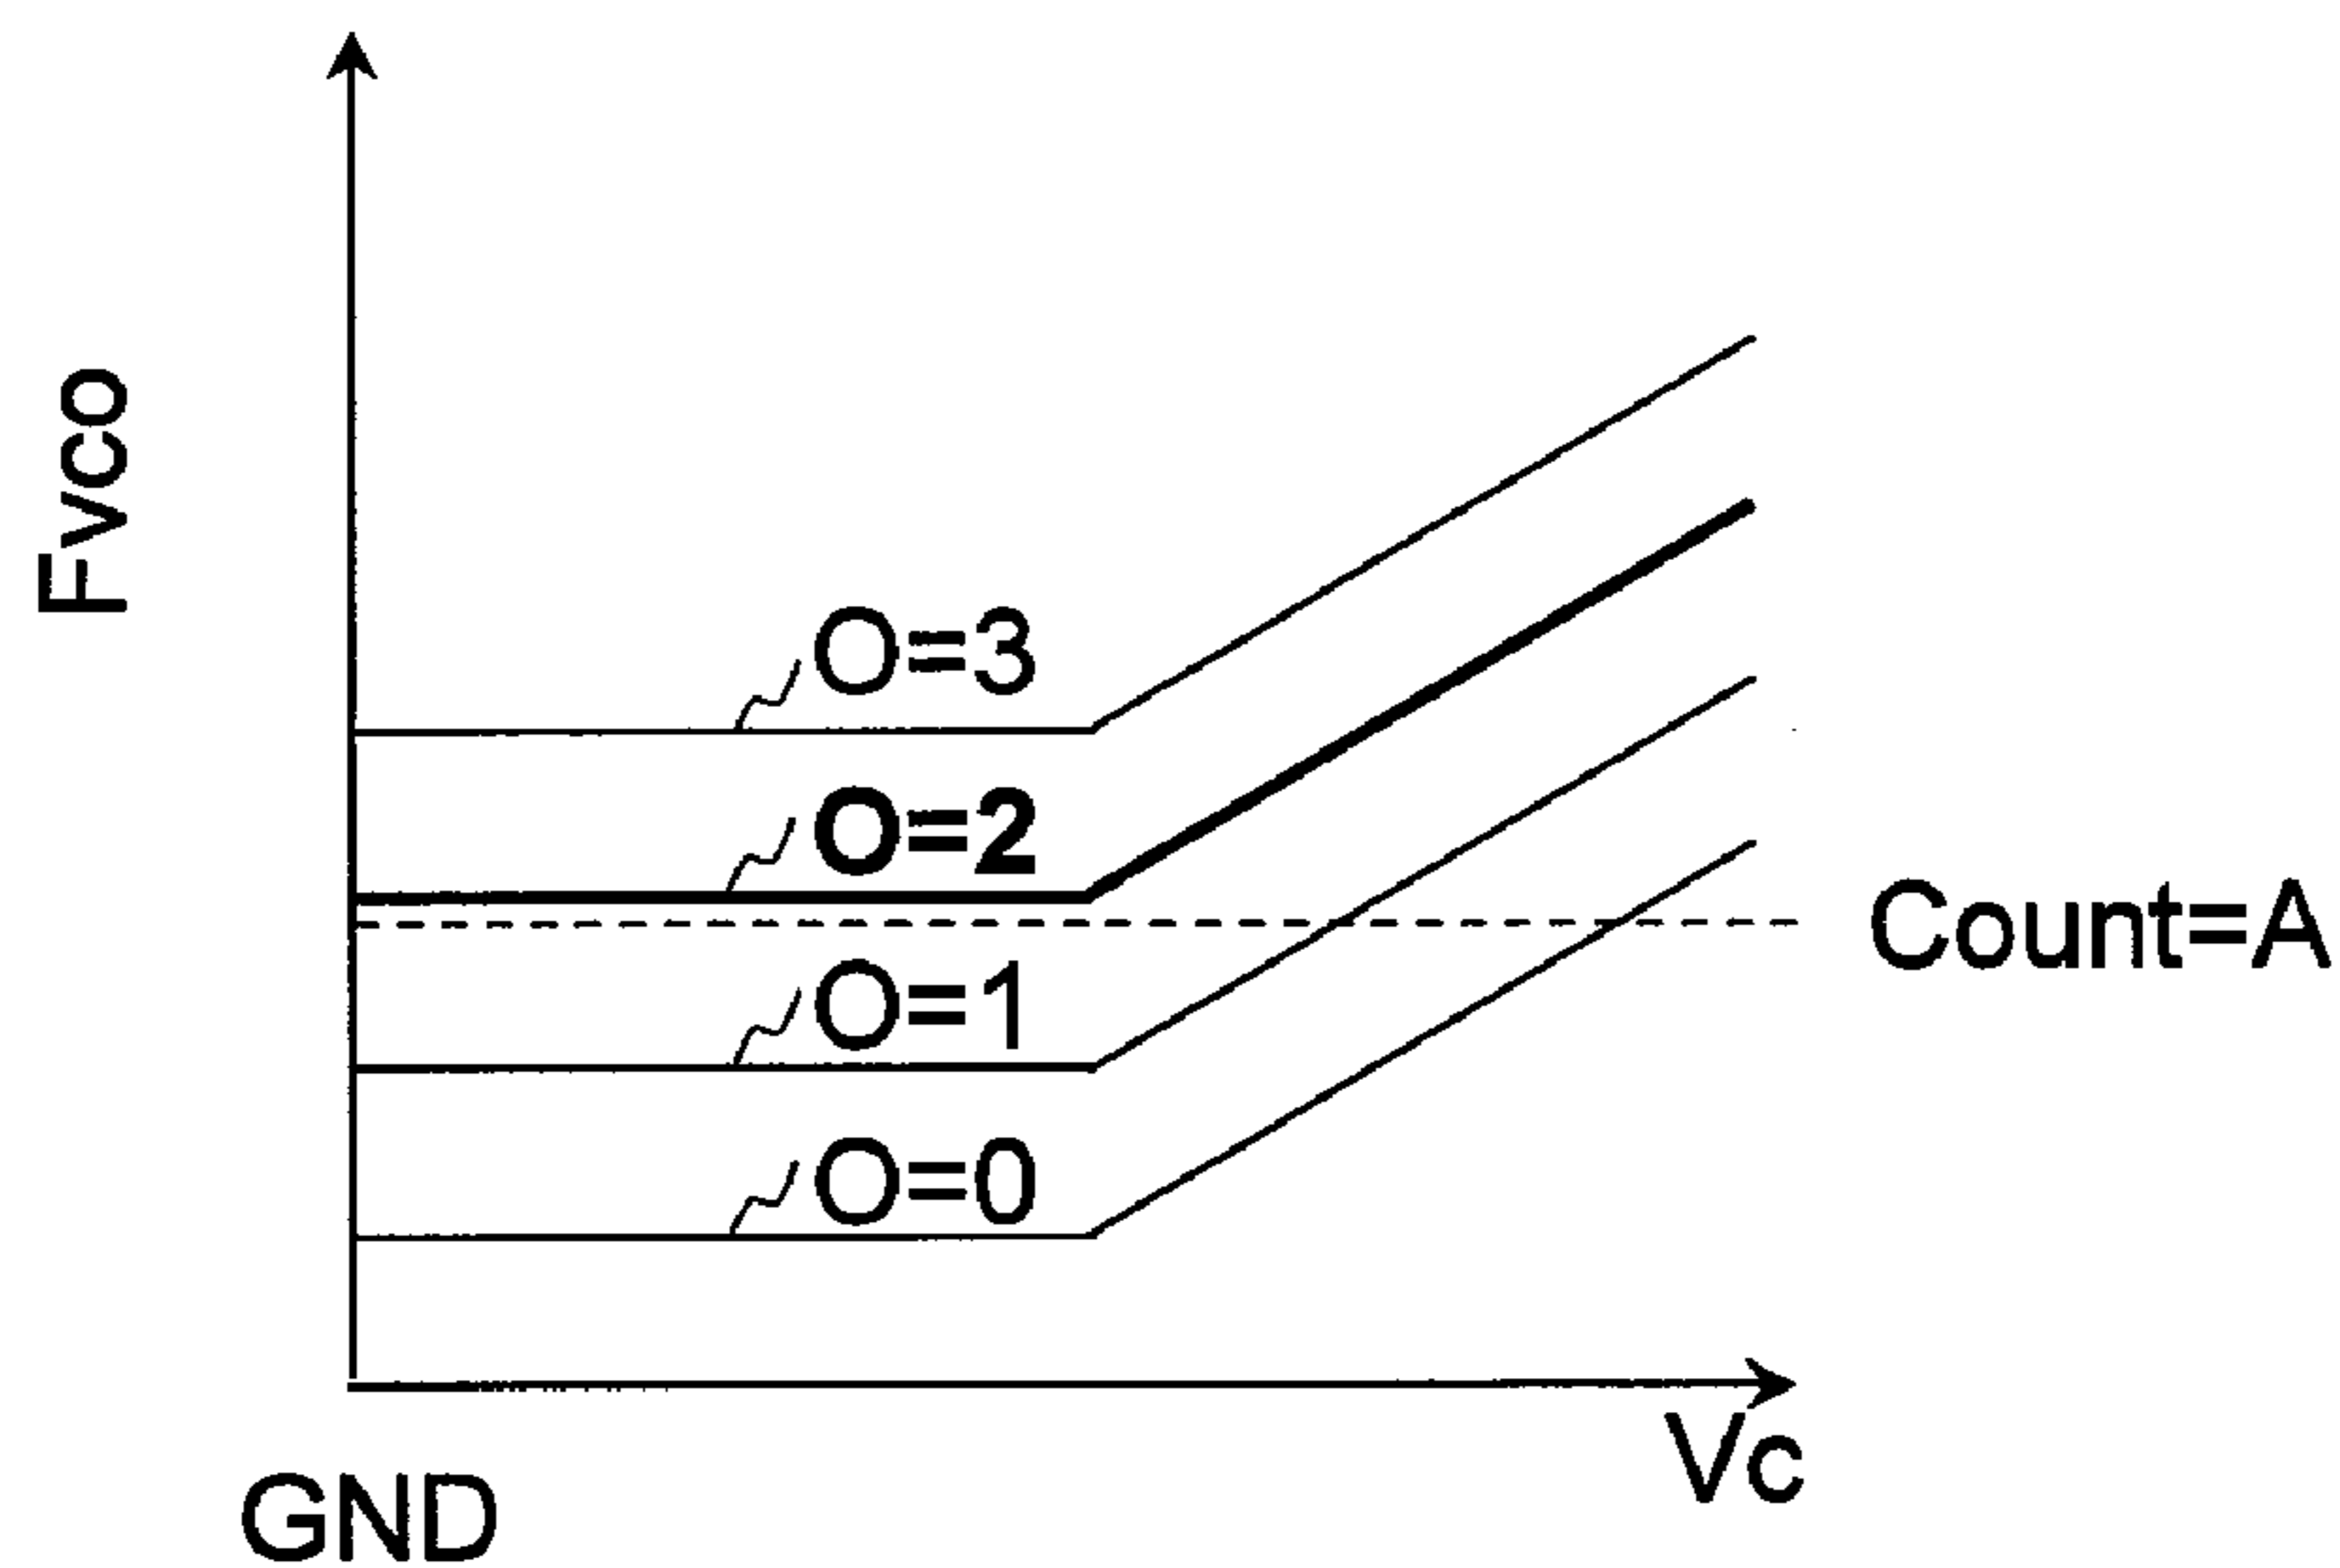 Fvco
O=3
O=2
O=1
O=0
Count=A
Vc
GND